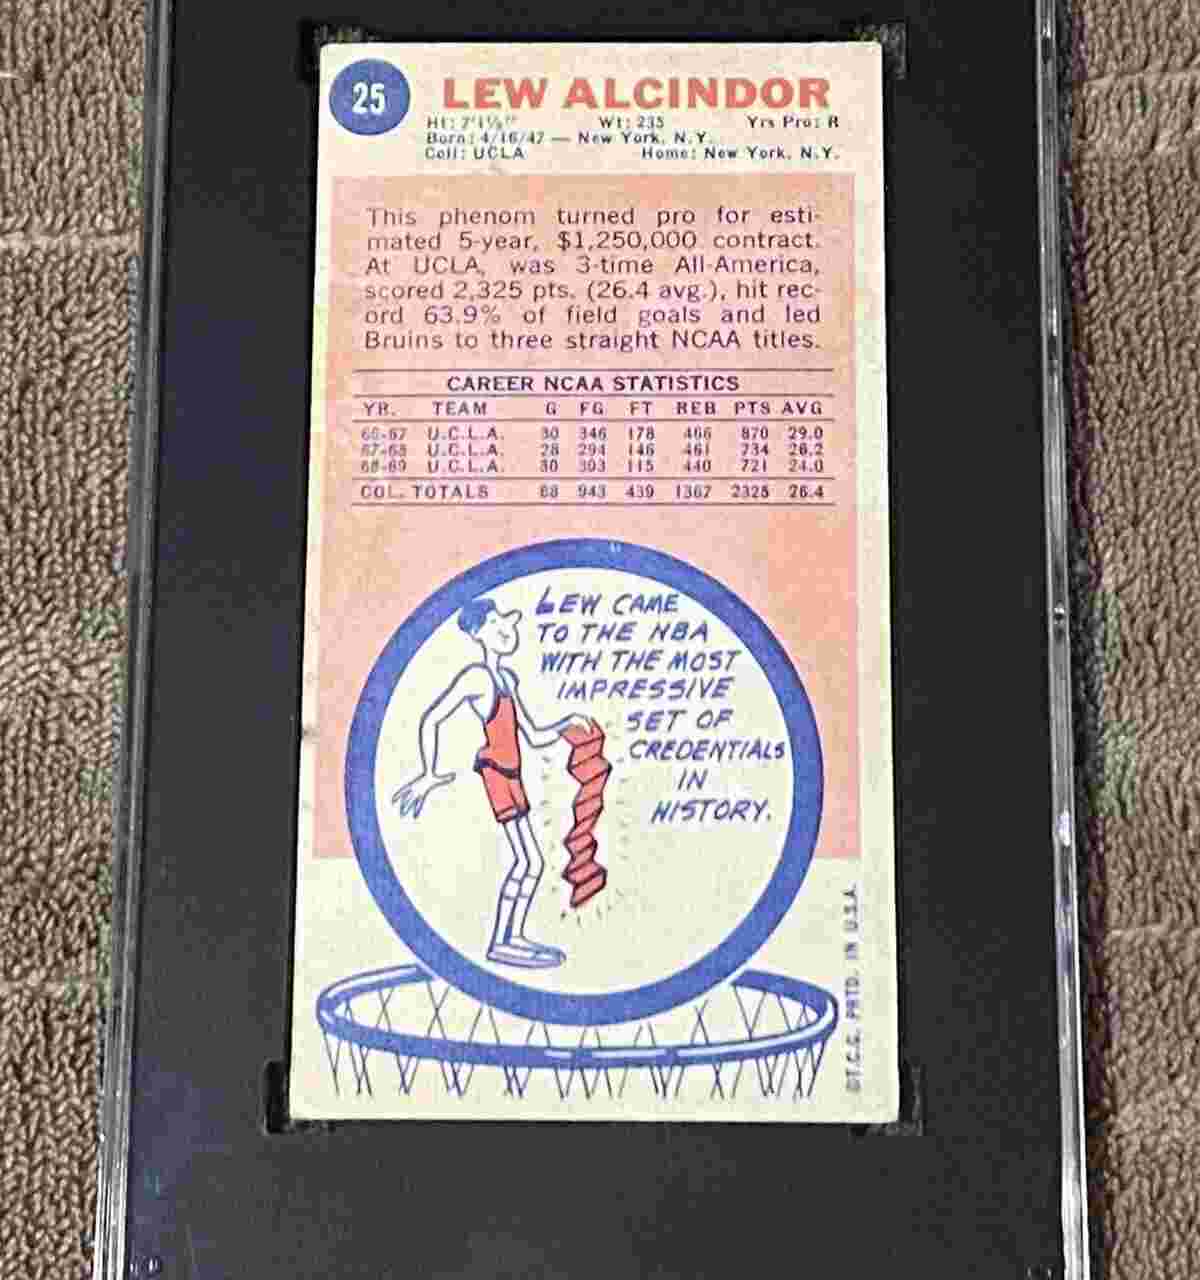 25
LEW ALCINDOR
Ht: 7'1⅜" Wt: 235 Yrs Pro: R
Born: 4/16/47 — New York, N.Y.
Coll: UCLA Home: New York, N.Y.
This phenom turned pro for esti-
mated 5-year, $1,250,000 contract.
At UCLA, was 3-time All-America,
scored 2,325 pts. (26.4 avg.), hit rec-
ord 63.9% of field goals and led
Bruins to three straight NCAA titles.
CAREER NCAA STATISTICS
YR. TEAM G FG FT REB PTS AVG
66-67 U.C.L.A. 30 346 178 466 870 29.0
67-68 U.C.L.A. 28 294 146 461 734 26.2
68-69 U.C.L.A. 30 303 115 440 721 24.0
COL. TOTALS 88 943 439 1367 2325 26.4
LEW CAME
TO THE NBA
WITH THE MOST
IMPRESSIVE
SET OF
CREDENTIALS
IN
HISTORY.
©T.C.G. PRTD. IN U.S.A.